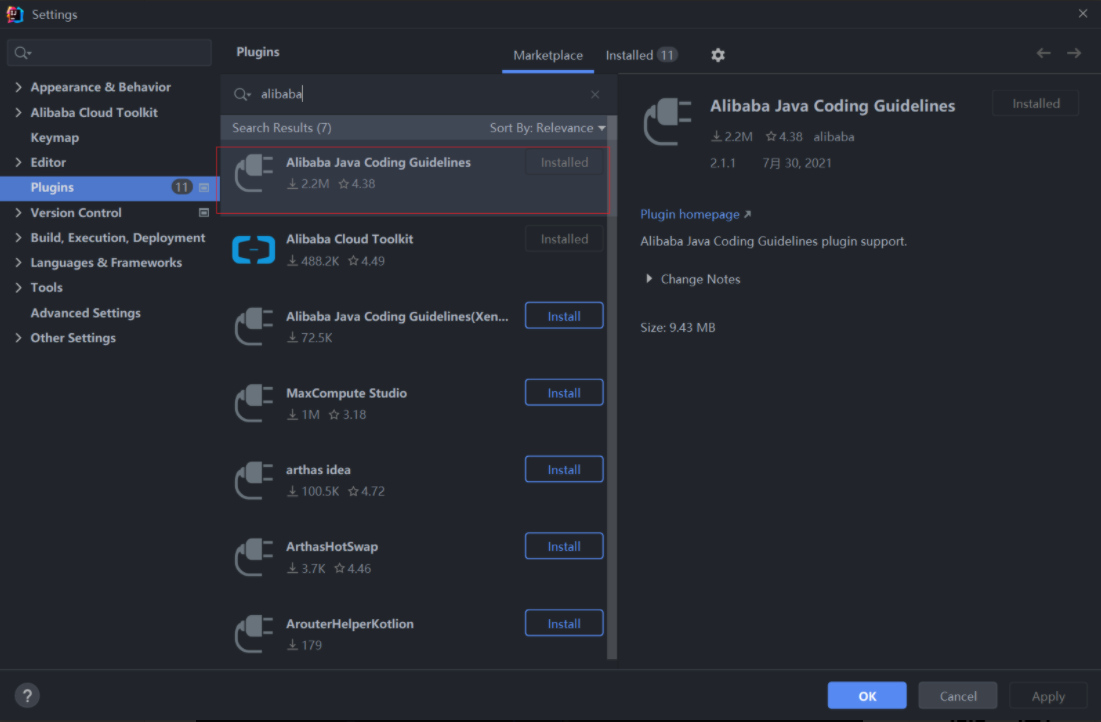 Settings
Appearance & Behavior
Alibaba Cloud Toolkit
Keymap
Editor
Plugins 11
Version Control
Build, Execution, Deployment
Languages & Frameworks
Tools
Advanced Settings
Other Settings
Plugins
Marketplace
Installed 11
alibaba
Search Results (7) Sort By: Relevance
Alibaba Java Coding Guidelines Installed
2.2M 4.38
Alibaba Cloud Toolkit Installed
488.2K 4.49
Alibaba Java Coding Guidelines(Xen... Install
72.5K
MaxCompute Studio Install
1M 3.18
arthas idea Install
100.5K 4.72
ArthasHotSwap Install
3.7K 4.46
ArouterHelperKotlion Install
179
Alibaba Java Coding Guidelines Installed
2.2M 4.38 alibaba
2.1.1 7月 30, 2021
Plugin homepage
Alibaba Java Coding Guidelines plugin support.
Change Notes
Size: 9.43 MB
?
OK Cancel Apply